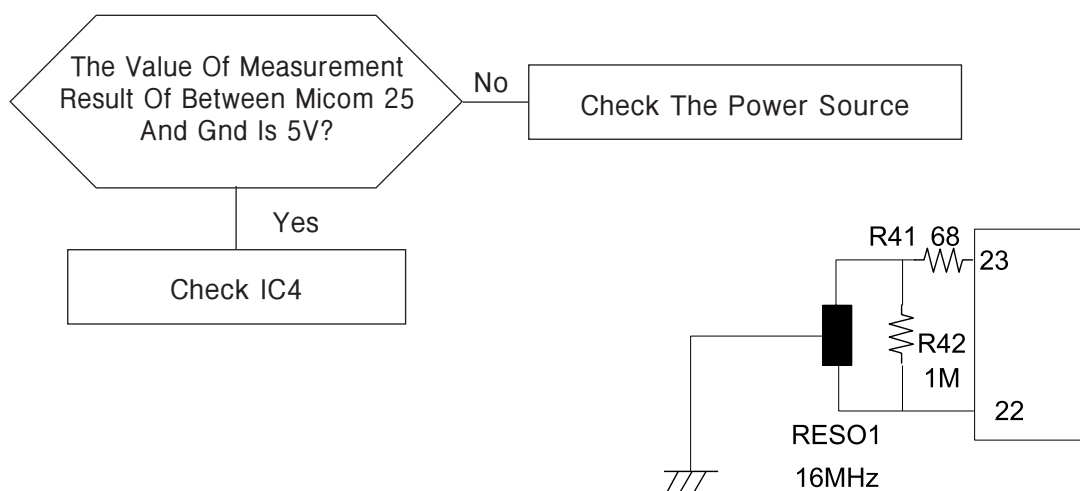 The Value Of Measurement
Result Of Between Micom 25
And Gnd Is 5V?
No
Check The Power Source
Yes
Check IC4
R41 68
23
R42
1M
22
RESO1
16MHz